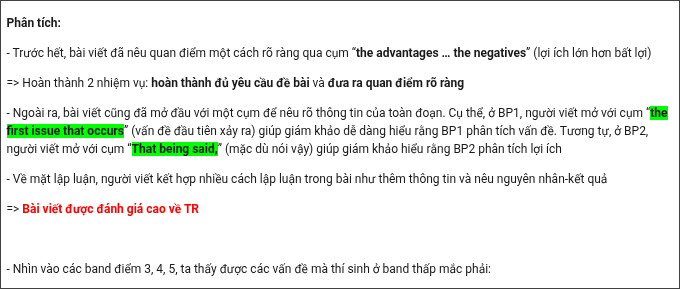 Phân tích:
- Trước hết, bài viết đã nêu quan điểm một cách rõ ràng qua cụm “the advantages ... the negatives” (lợi ích lớn hơn bất lợi)
=> Hoàn thành 2 nhiệm vụ: hoàn thành đủ yêu cầu đề bài và đưa ra quan điểm rõ ràng
- Ngoài ra, bài viết cũng đã mở đầu với một cụm để nêu rõ thông tin của toàn đoạn. Cụ thể, ở BP1, người viết mở với cụm “the
first issue that occurs” (vấn đề đầu tiên xảy ra) giúp giám khảo dễ dàng hiểu rằng BP1 phân tích vấn đề. Tương tự, ở BP2,
người viết mở với cụm “That being said,” (mặc dù nói vậy) giúp giám khảo hiểu rằng BP2 phân tích lợi ích
- Về mặt lập luận, người viết kết hợp nhiều cách lập luận trong bài như thêm thông tin và nêu nguyên nhân-kết quả
=> Bài viết được đánh giá cao về TR
- Nhìn vào các band điểm 3, 4, 5, ta thấy được các vấn đề mà thí sinh ở band thấp mắc phải: